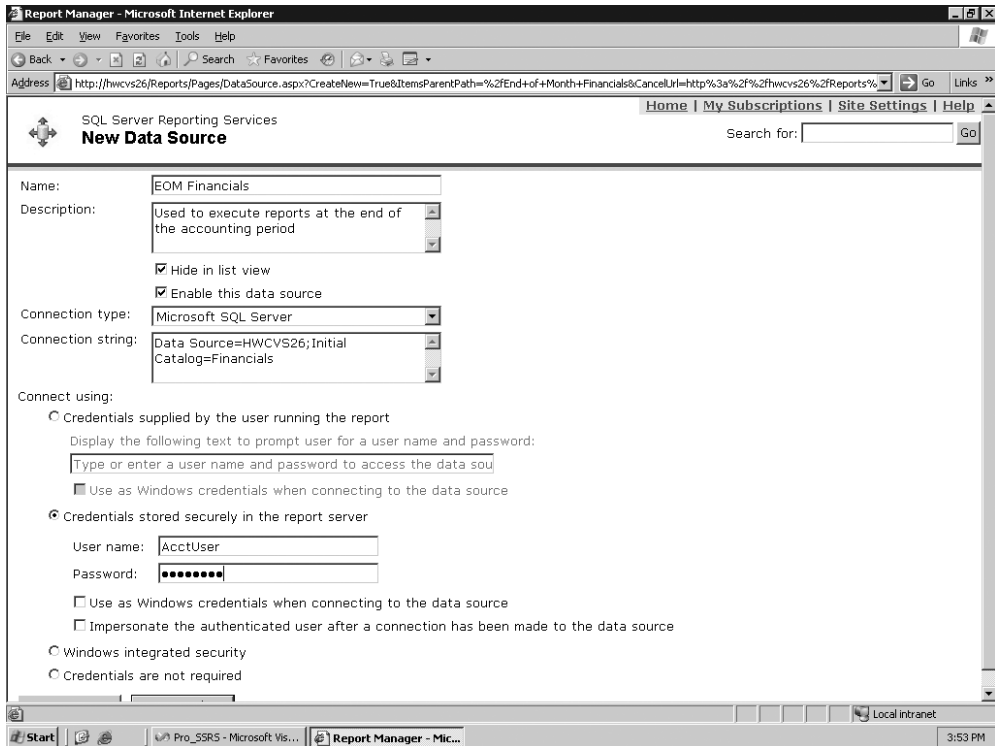 Report Manager - Microsoft Internet Explorer
File Edit View Favorites Tools Help
Back Search Favorites
Address http://hwcvs26/Reports/Pages/DataSource.aspx?CreateNew=True&ItemsParentPath=%2fEnd+of+Month+Financials&CancelUrl=http%3a%2f%2fhwcvs26%2fReports% Go Links »
Home | My Subscriptions | Site Settings | Help
SQL Server Reporting Services
New Data Source
Search for: Go
Name: EOM Financials
Description: Used to execute reports at the end of
the accounting period
Hide in list view
Enable this data source
Connection type: Microsoft SQL Server
Connection string: Data Source=HWCVS26;Initial
Catalog=Financials
Connect using:
Credentials supplied by the user running the report
Display the following text to prompt user for a user name and password:
Type or enter a user name and password to access the data sou
Use as Windows credentials when connecting to the data source
Credentials stored securely in the report server
User name: AcctUser
Password: ●●●●●●●●
Use as Windows credentials when connecting to the data source
Impersonate the authenticated user after a connection has been made to the data source
Windows integrated security
Credentials are not required
Local intranet
Start Pro_SSRS - Microsoft Vis... Report Manager - Mic... 3:53 PM